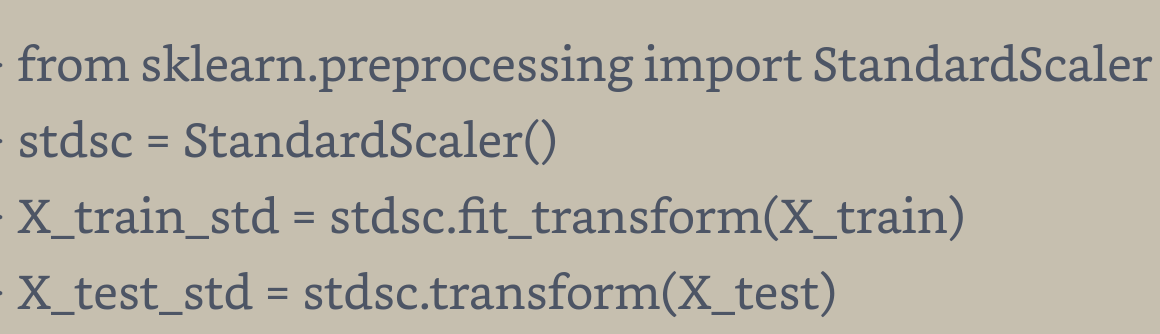 from sklearn.preprocessing import StandardScaler
stdsc = StandardScaler()
X_train_std = stdsc.fit_transform(X_train)
X_test_std = stdsc.transform(X_test)